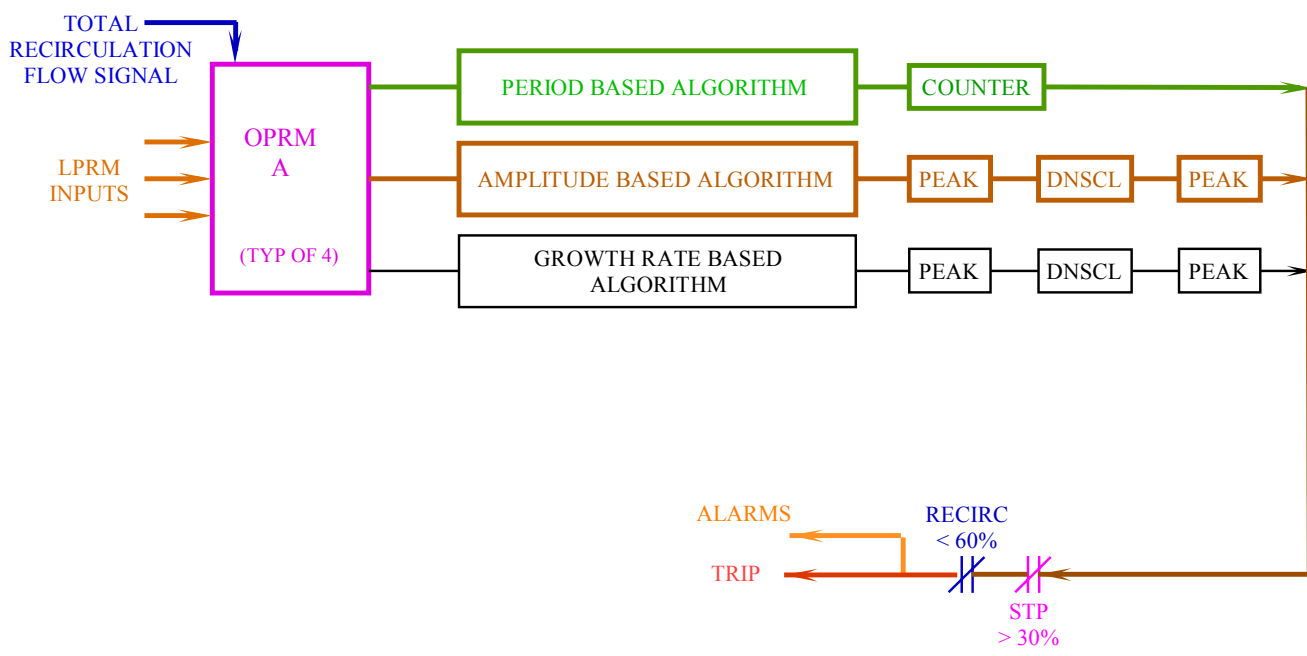 TOTAL
RECIRCULATION
FLOW SIGNAL
LPRM
INPUTS
OPRM
A
(TYP OF 4)
PERIOD BASED ALGORITHM
COUNTER
AMPLITUDE BASED ALGORITHM
PEAK
DNSCL
PEAK
GROWTH RATE BASED
ALGORITHM
PEAK
DNSCL
PEAK
ALARMS
TRIP
RECIRC
< 60%
STP
> 30%